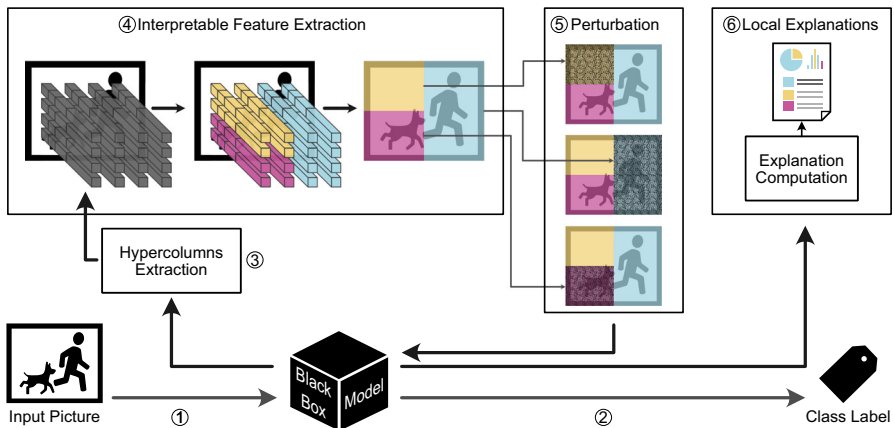 ④Interpretable Feature Extraction
⑤Perturbation
⑥Local Explanations
Explanation
Computation
Hypercolumns
Extraction
③
Black
Box
Model
Input Picture
①
②
Class Label